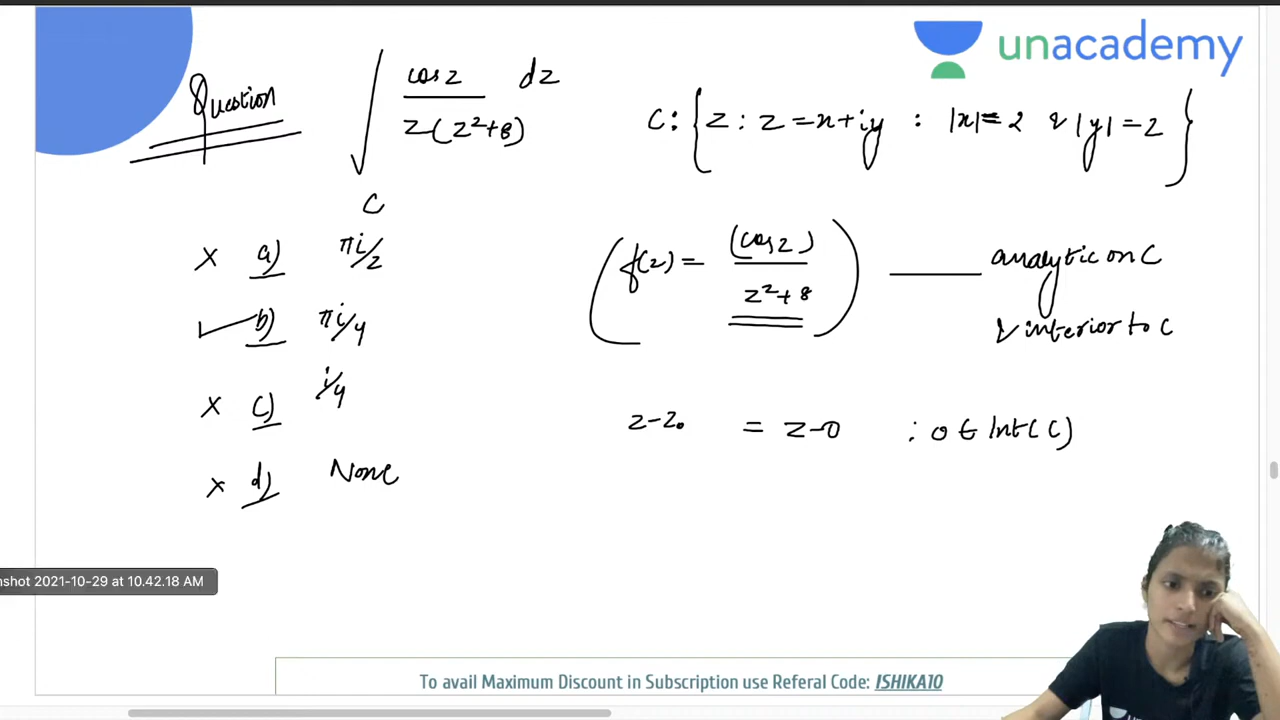 unacademy
Question ∫_C cos z / z(z²+8) dz C: { z : z = x+iy : |x|=2 & |y|=2 }
× a) πi/2
✓ b) πi/4
× c) i/4
× d) None
( f(z) = (cos z) / z²+8 ) —— analytic on C
& interior to C
z-z₀ = z-0 : 0 ∈ Int(C)
nshot 2021-10-29 at 10.42.18 AM
To avail Maximum Discount in Subscription use Referal Code: ISHIKA10